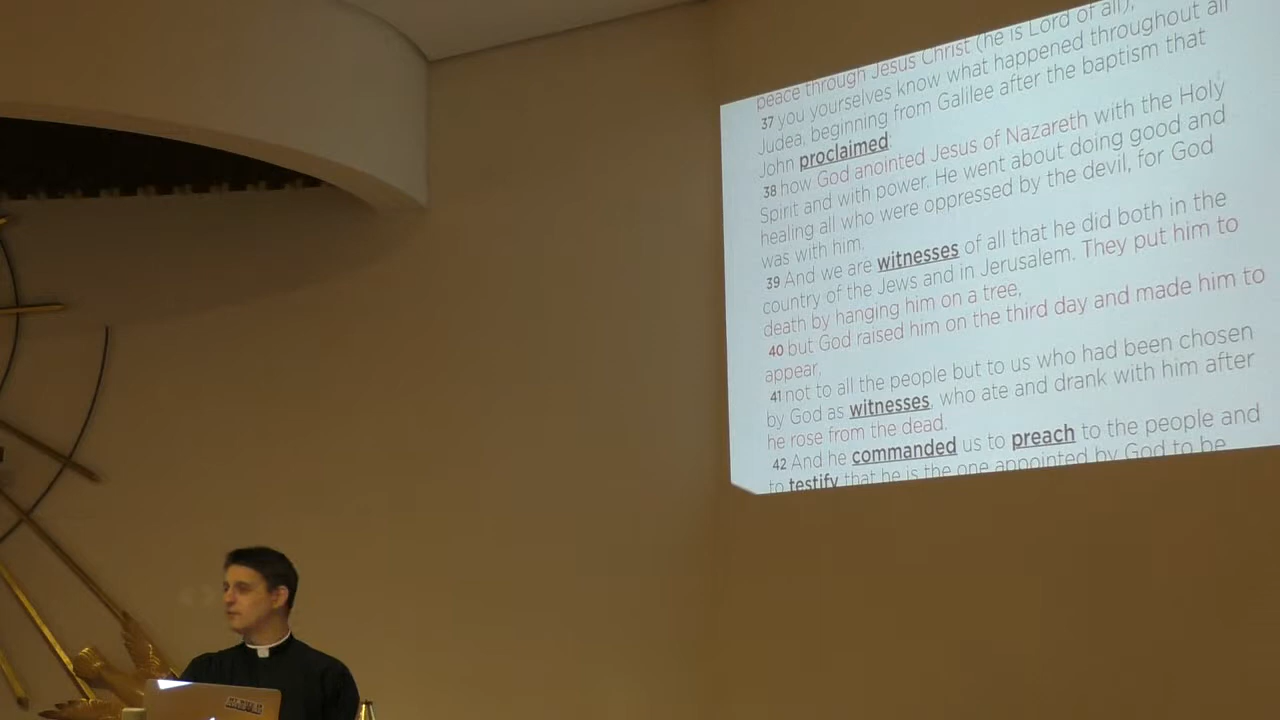 peace through Jesus Christ (he is Lord of all),
37 you yourselves know what happened throughout all
Judea, beginning from Galilee after the baptism that
John proclaimed:
38 how God anointed Jesus of Nazareth with the Holy
Spirit and with power. He went about doing good and
healing all who were oppressed by the devil, for God
was with him.
39 And we are witnesses of all that he did both in the
country of the Jews and in Jerusalem. They put him to
death by hanging him on a tree,
40 but God raised him on the third day and made him to
appear,
41 not to all the people but to us who had been chosen
by God as witnesses, who ate and drank with him after
he rose from the dead.
42 And he commanded us to preach to the people and
to testify that he is the one appointed by God to be